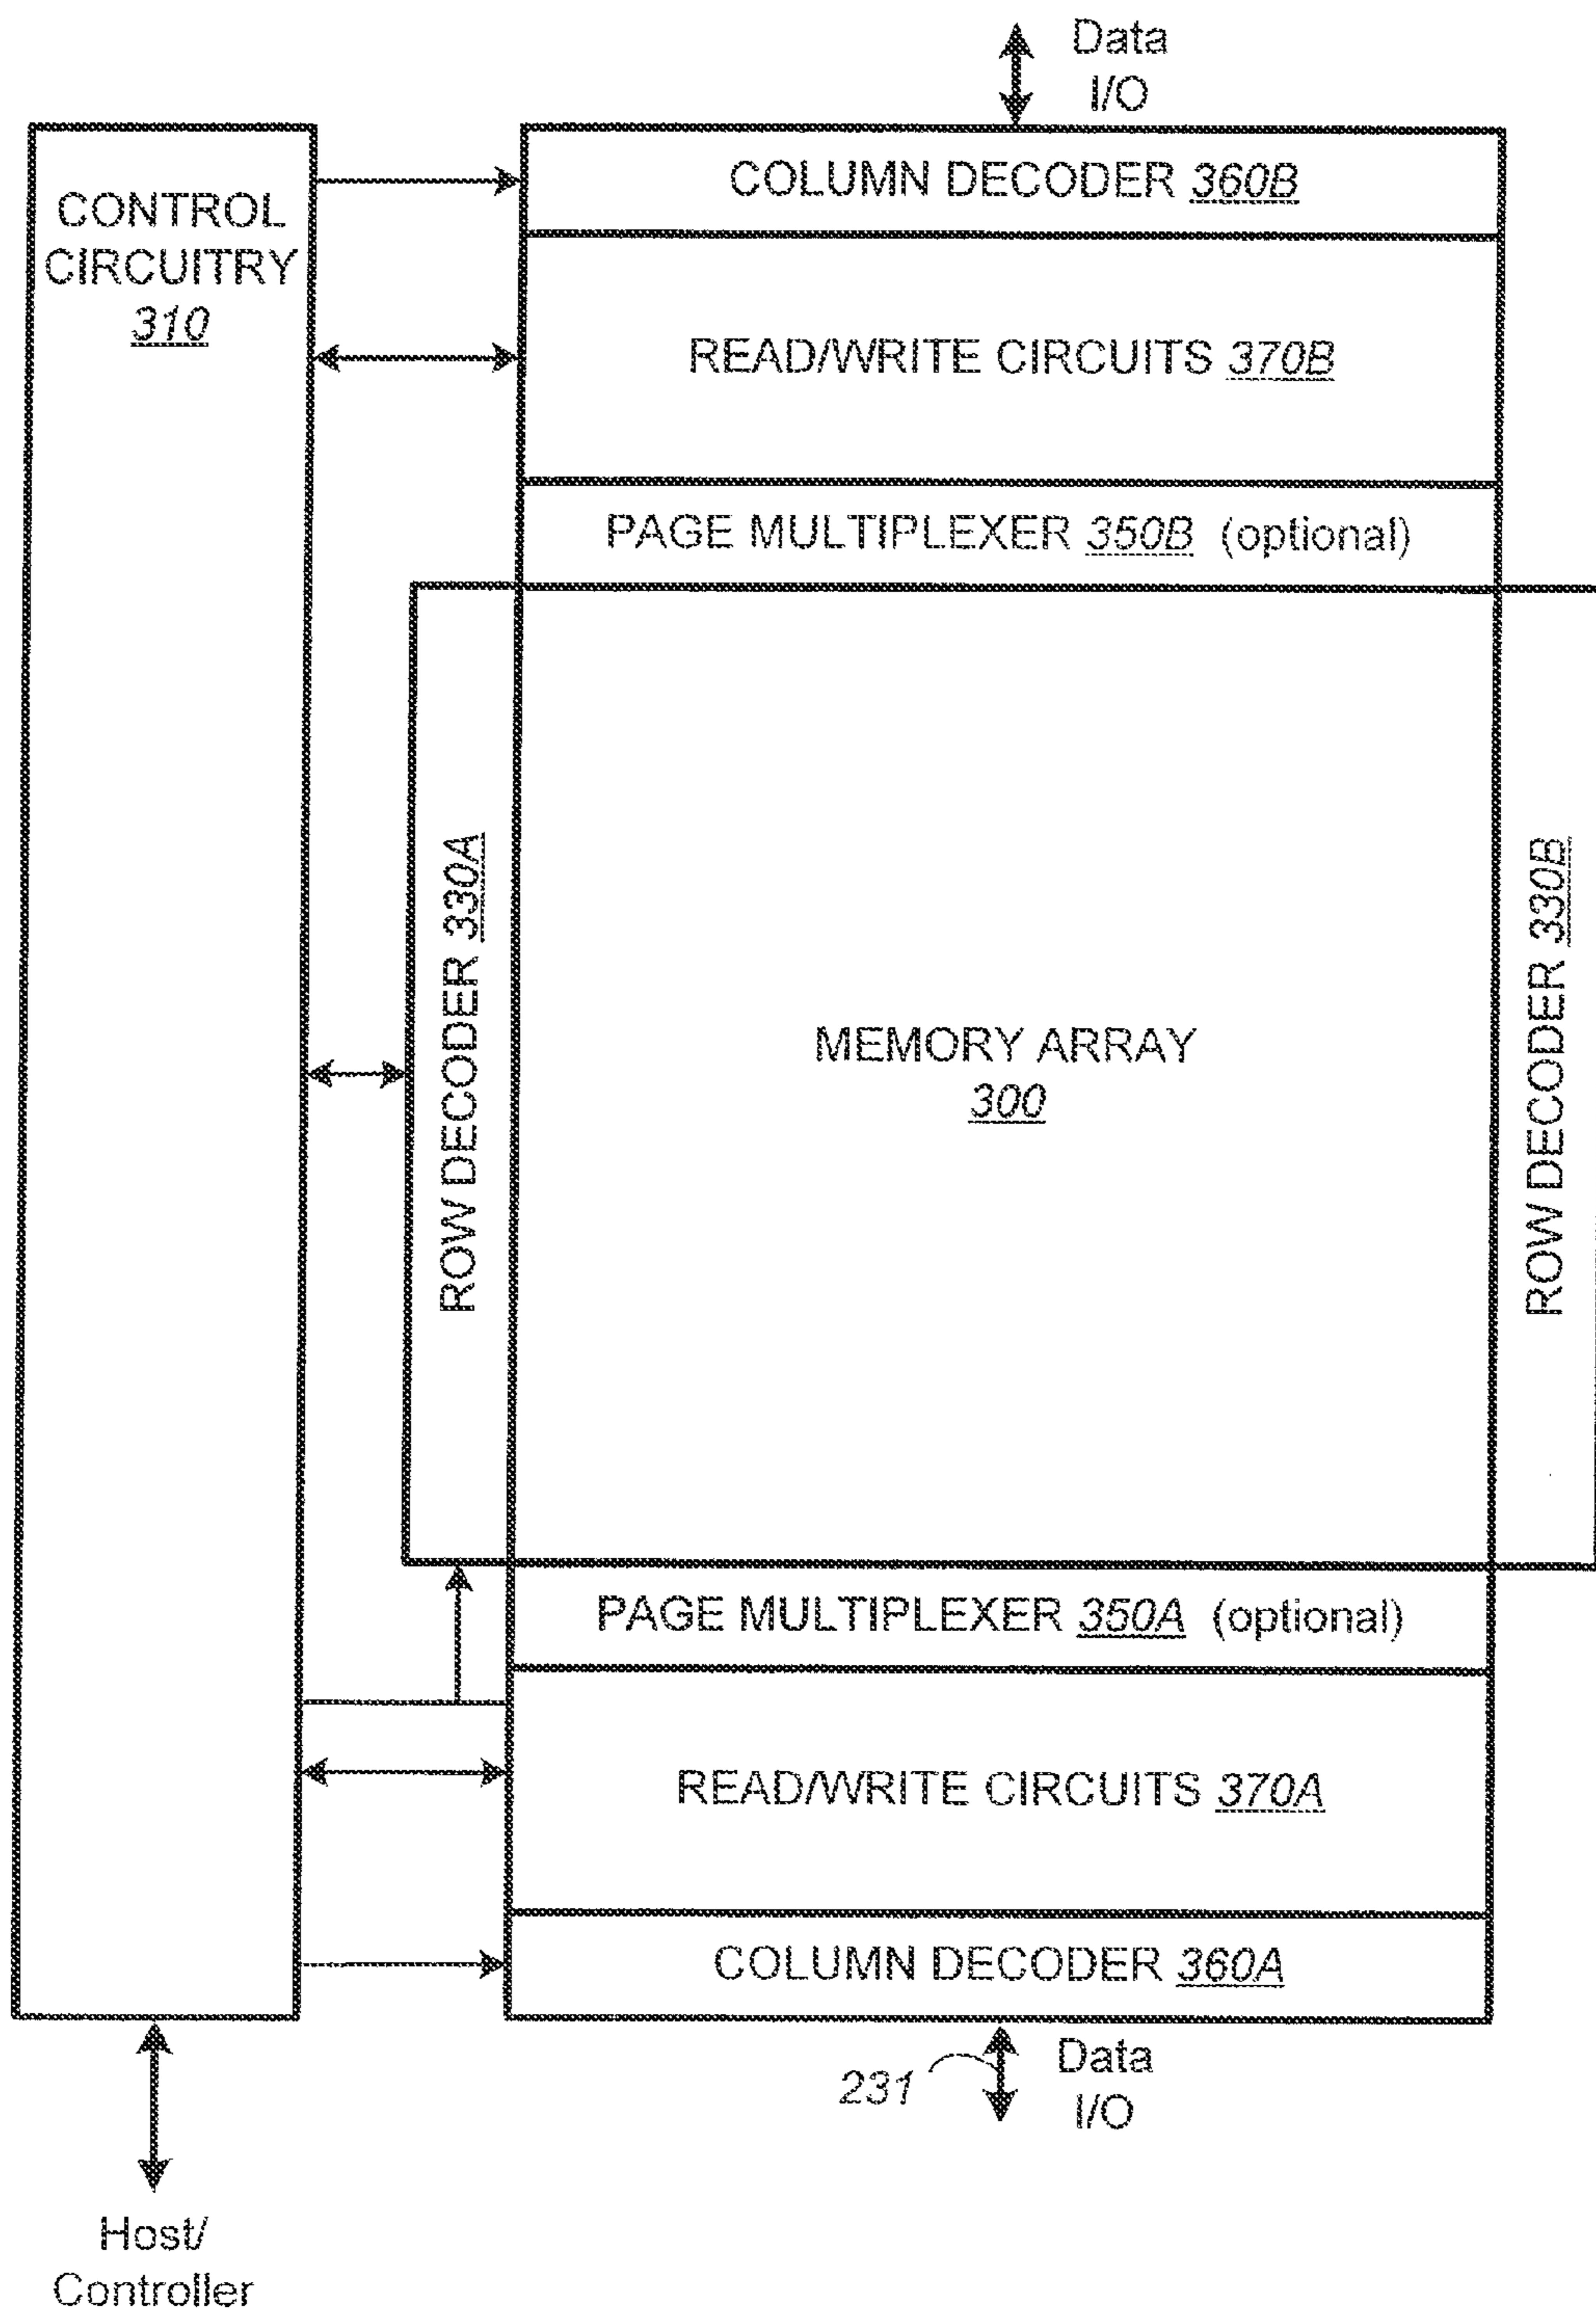 Data
I/O
COLUMN DECODER 360B
CONTROL
CIRCUITRY
310
READ/WRITE CIRCUITS 370B
PAGE MULTIPLEXER 350B (optional)
ROW DECODER 330A
MEMORY ARRAY
300
ROW DECODER 330B
PAGE MULTIPLEXER 350A (optional)
READ/WRITE CIRCUITS 370A
COLUMN DECODER 360A
231
Data
I/O
Host/
Controller